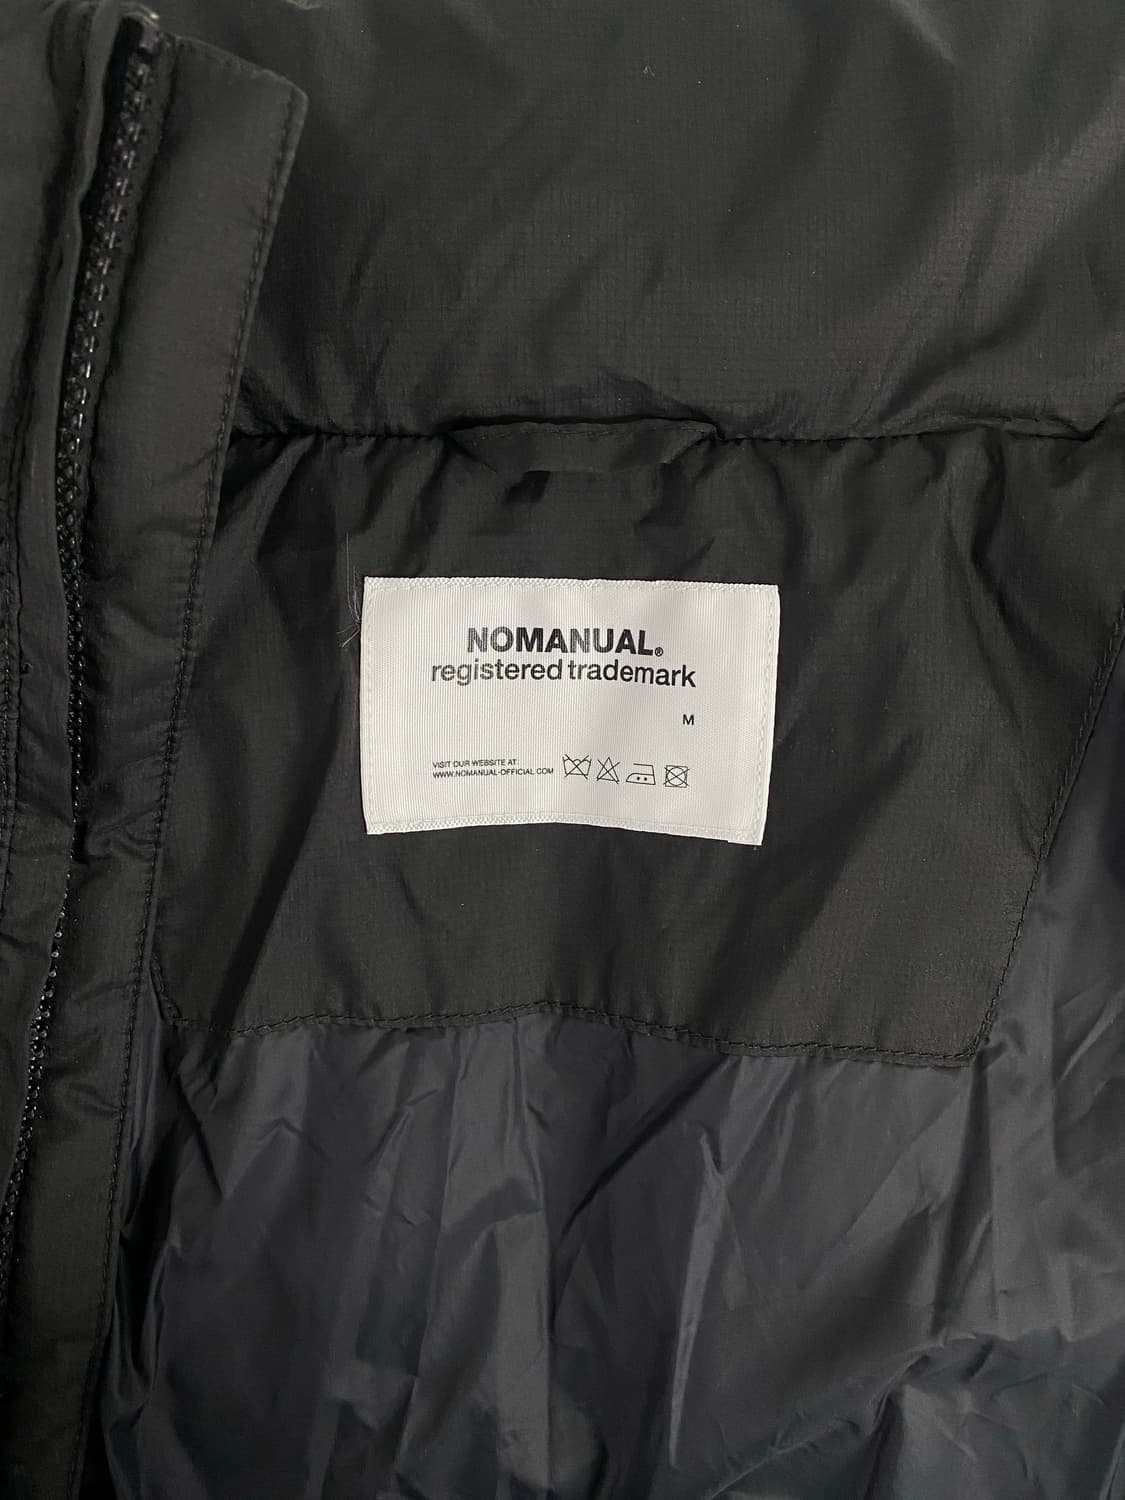 NOMANUAL®
registered trademark
M
VISIT OUR WEBSITE AT:
WWW.NOMANUAL-OFFICIAL.COM